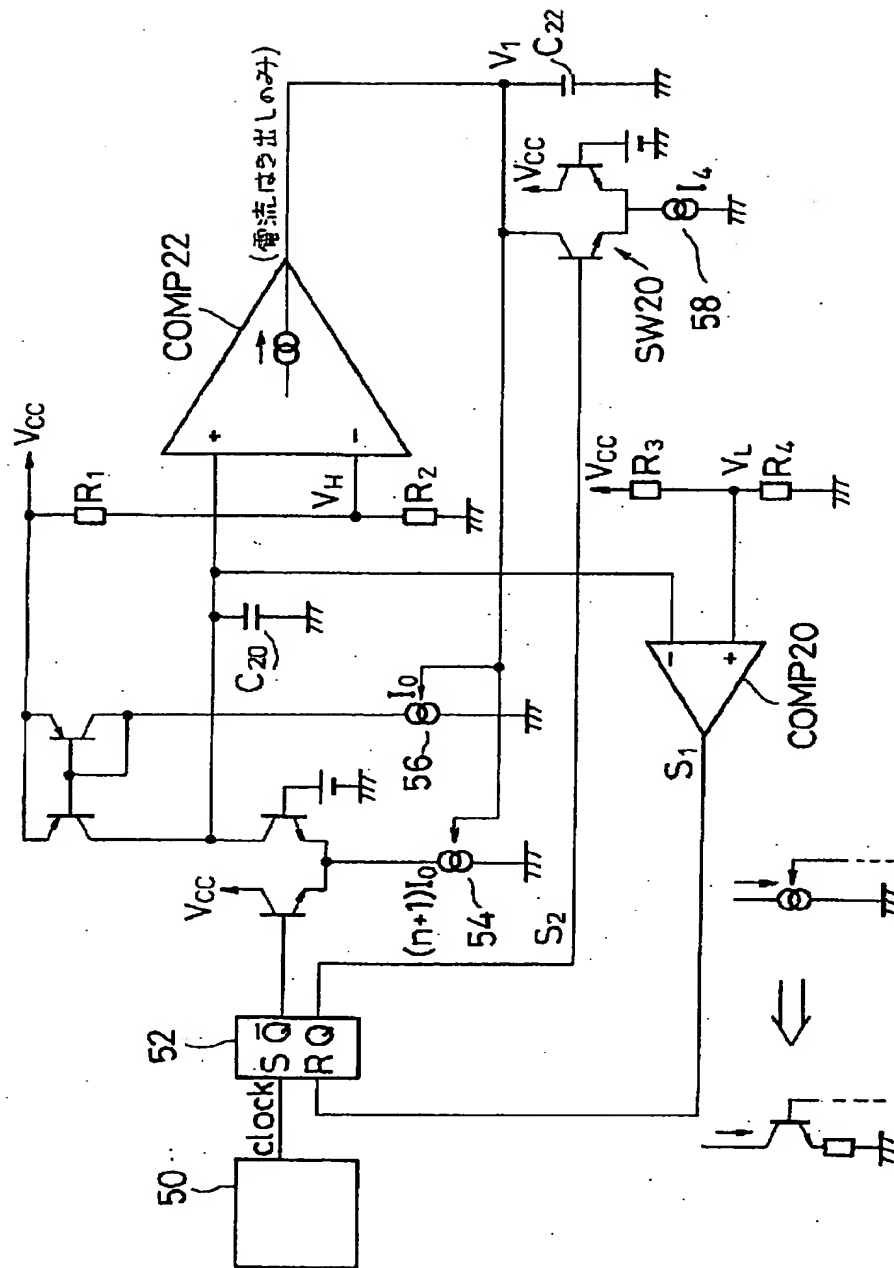 50
clock
52
S Q̅
R Q
VCC
(n+1)I0
54
S2
I0
56
C20
VCC
R1
VH
R2
+
−
COMP22
(電流はき出しのみ)
V1
C22
VCC
SW20
I4
58
VCC
R3
VL
R4
−
+
COMP20
S1